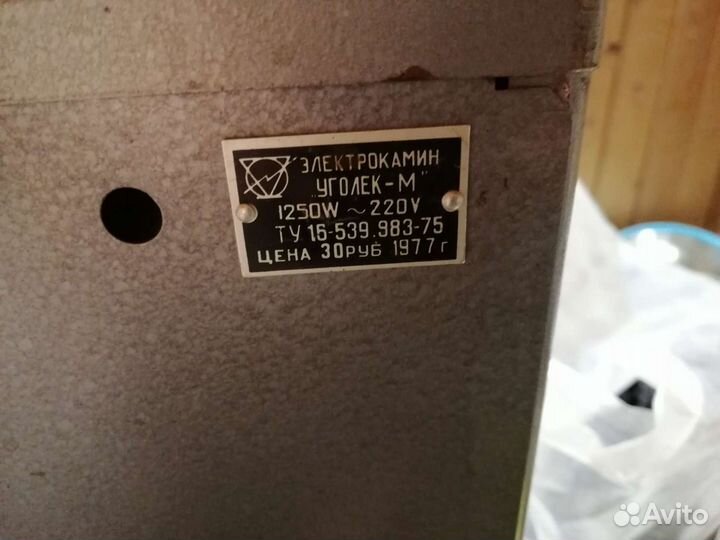 ЭЛЕКТРОКАМИН
"УГОЛЕК-М"
1250W ~ 220V
ТУ 16-539.983-75
ЦЕНА 30РУБ 1977г
Avito